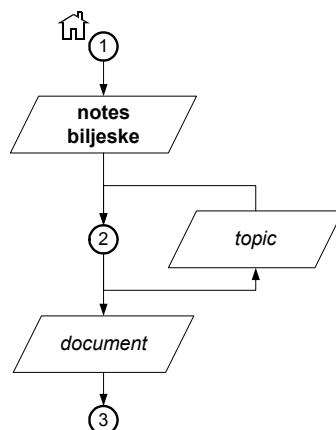 1
notes
biljeske
2
topic
document
3